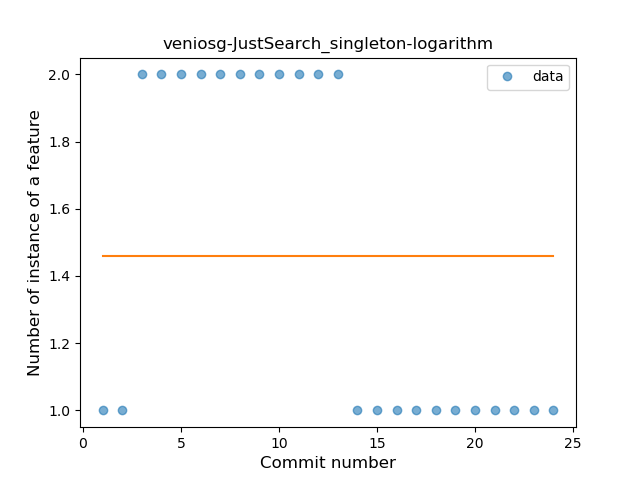 veniosg-JustSearch_singleton-logarithm
data
Number of instance of a feature
2.0
1.8
1.6
1.4
1.2
1.0
0 5 10 15 20 25
Commit number